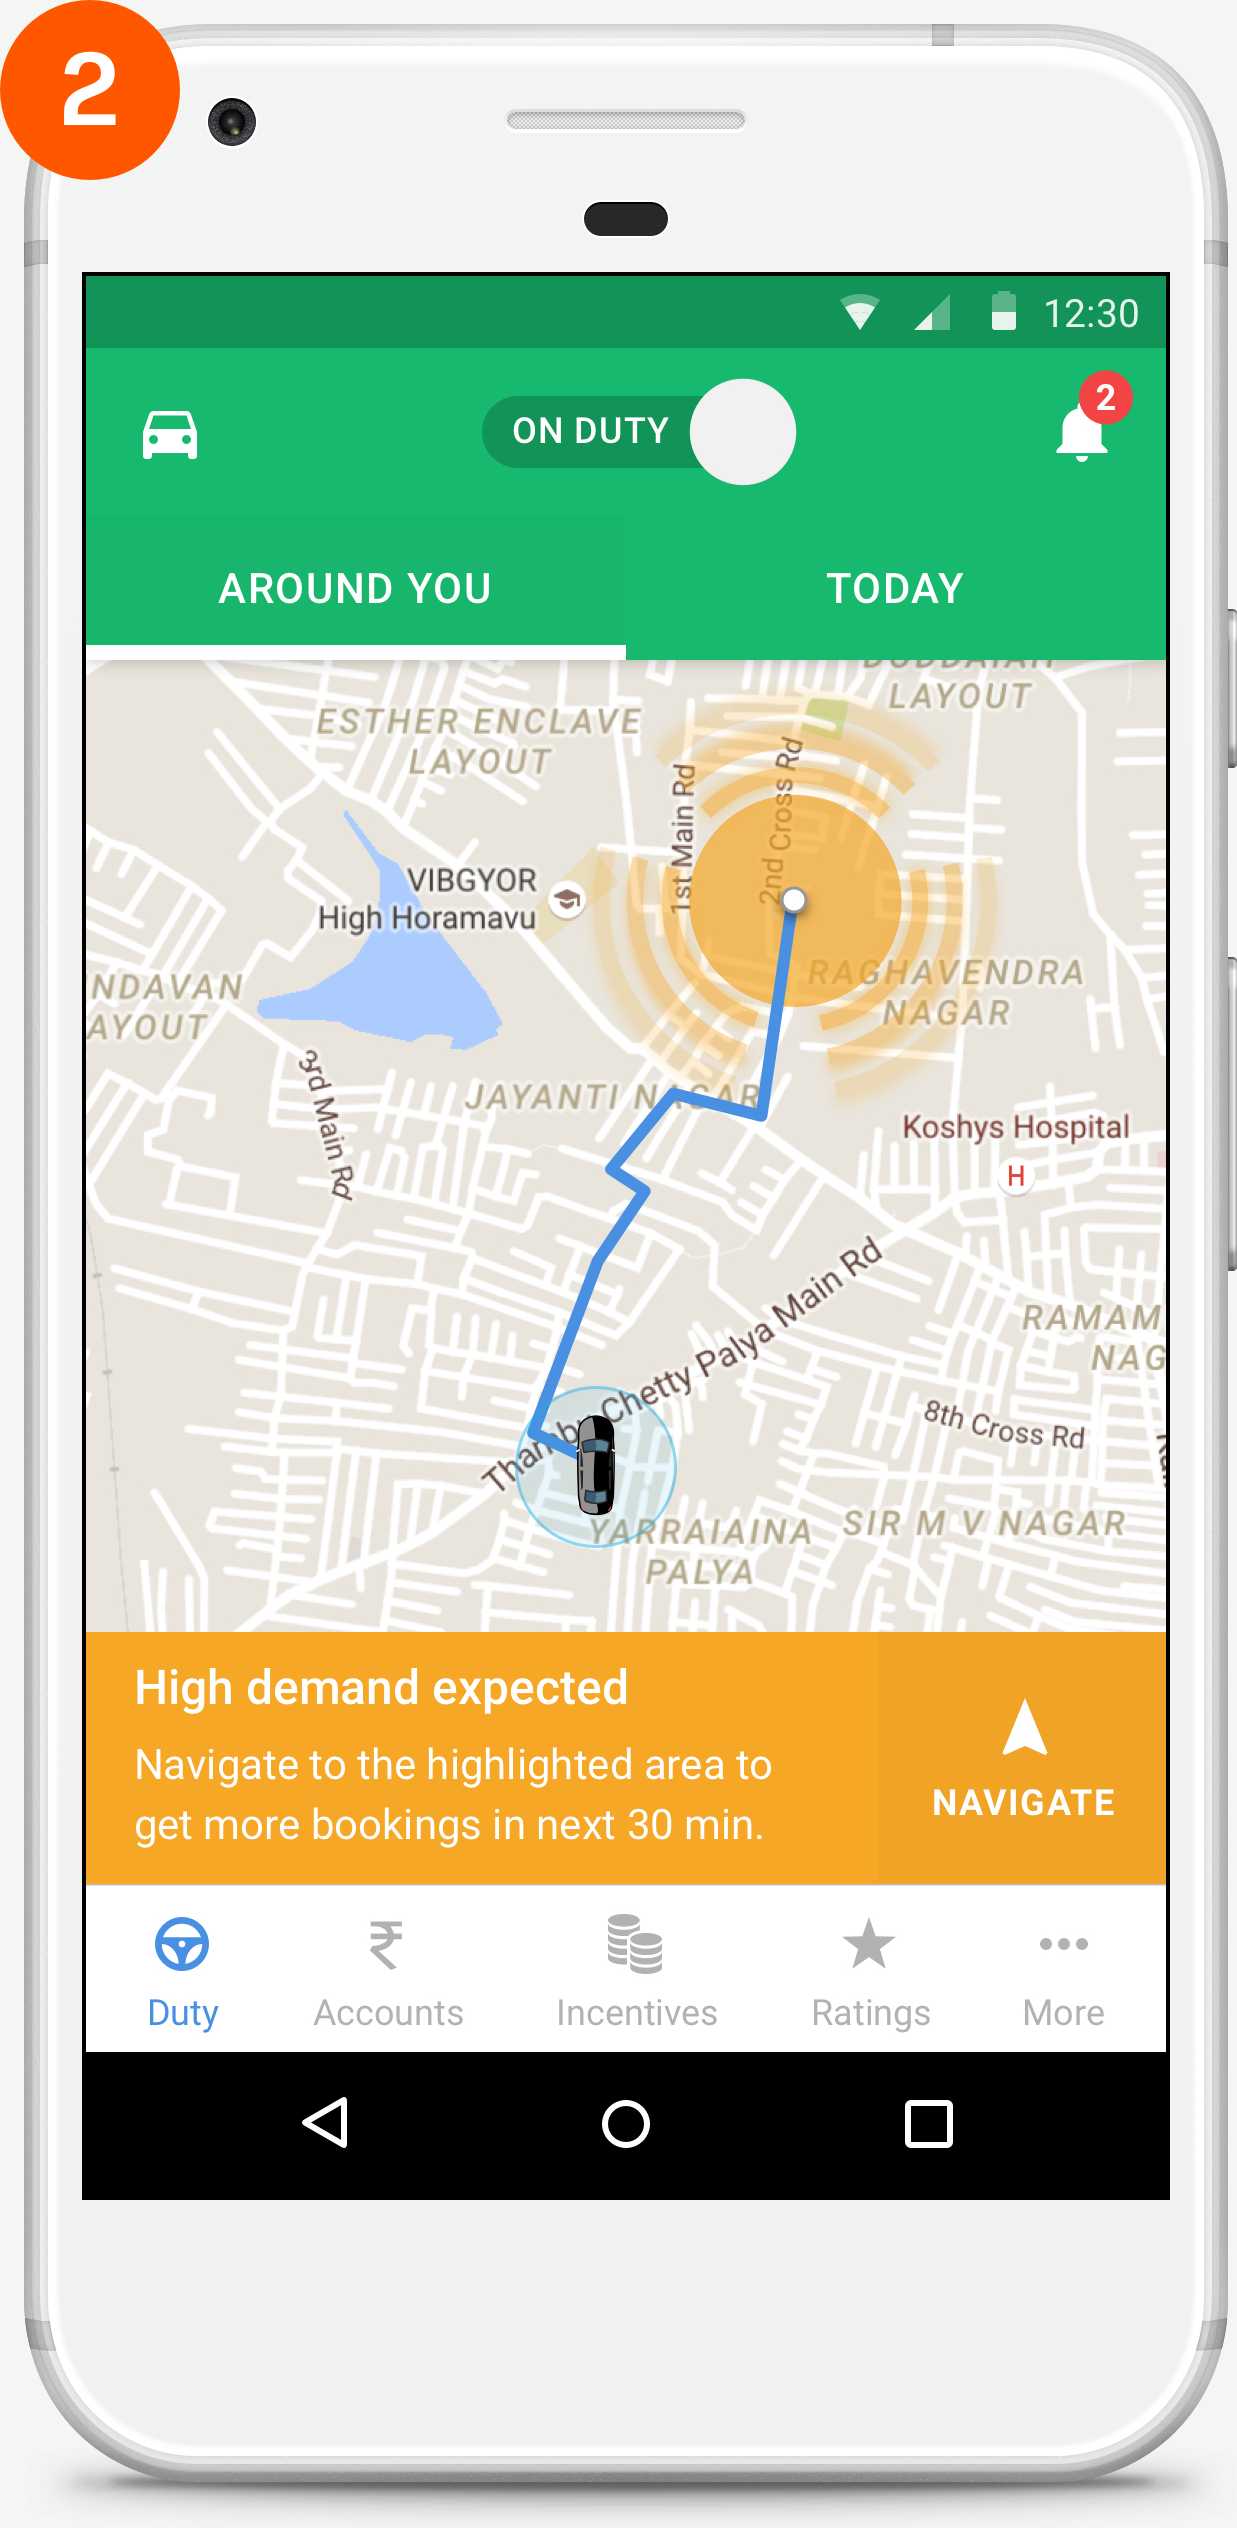 2
12:30
ON DUTY
2
AROUND YOU
TODAY
LAYOUT
ESTHER ENCLAVE
LAYOUT
1st Main Rd
2nd Cross Rd
VIBGYOR
High Horamavu
NDAVAN
AYOUT
RAGHAVENDRA
NAGAR
3rd Main Rd
JAYANTI NAGAR
Koshys Hospital
H
Chetty Palya Main Rd
RAMAM
NAG
8th Cross Rd
YARRAIAINA
PALYA
SIR M V NAGAR
High demand expected
Navigate to the highlighted area to
get more bookings in next 30 min.
NAVIGATE
Duty
Accounts
Incentives
Ratings
More